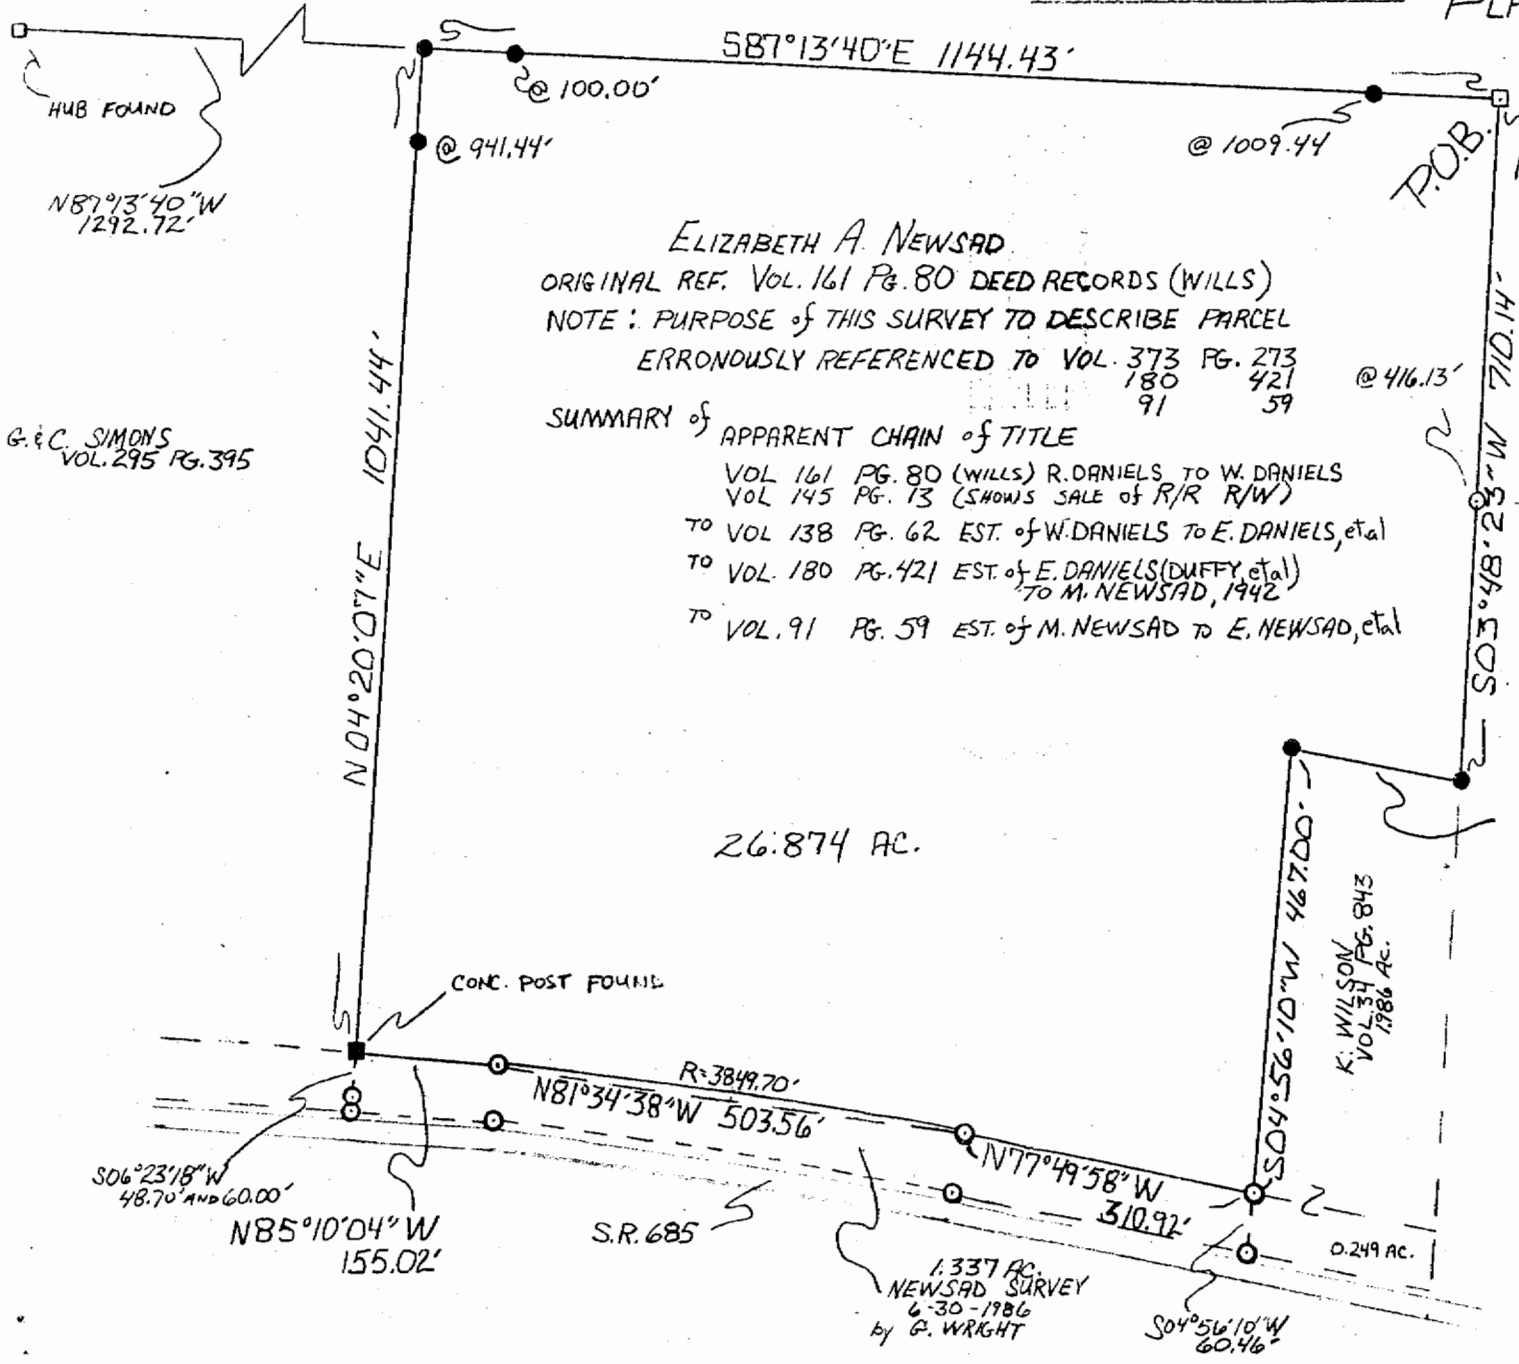 S87°13'40"E 1144.43'
HUB FOUND
@ 100.00'
@ 941.44'
@ 1009.44
P.O.B.
N87°13'40"W
1292.72'
ELIZABETH A. NEWSAD
ORIGINAL REF. VOL. 161 PG. 80 DEED RECORDS (WILLS)
NOTE: PURPOSE of THIS SURVEY TO DESCRIBE PARCEL
ERRONOUSLY REFERENCED TO VOL. 373 PG. 273
180 421
91 59
@ 416.13'
S03°48'23"W 710.14'
N04°20'07"E 1041.44'
G. & C. SIMONS
VOL. 295 PG. 395
SUMMARY of
APPARENT CHAIN of TITLE
VOL 161 PG. 80 (WILLS) R. DANIELS TO W. DANIELS
VOL 145 PG. 13 (SHOWS SALE of R/R R/W)
TO VOL 138 PG. 62 EST. of W. DANIELS TO E. DANIELS, etal
TO VOL. 180 PG. 421 EST. of E. DANIELS (DUFFY, etal)
TO M. NEWSAD, 1942
TO VOL. 91 PG. 59 EST. of M. NEWSAD TO E. NEWSAD, etal
26.874 AC.
S04°56'10"W 467.00'
K. WILSON
VOL. 34 PG. 843
1.986 AC.
CONC. POST FOUND
R=3849.70'
N81°34'38"W 503.56'
N77°49'58"W
310.92'
S06°23'18"W
48.70' AND 60.00'
N85°10'04"W
155.02'
S.R. 685
1.337 AC.
NEWSAD SURVEY
6-30-1986
by G. WRIGHT
0.249 AC.
S04°56'10"W
60.46'